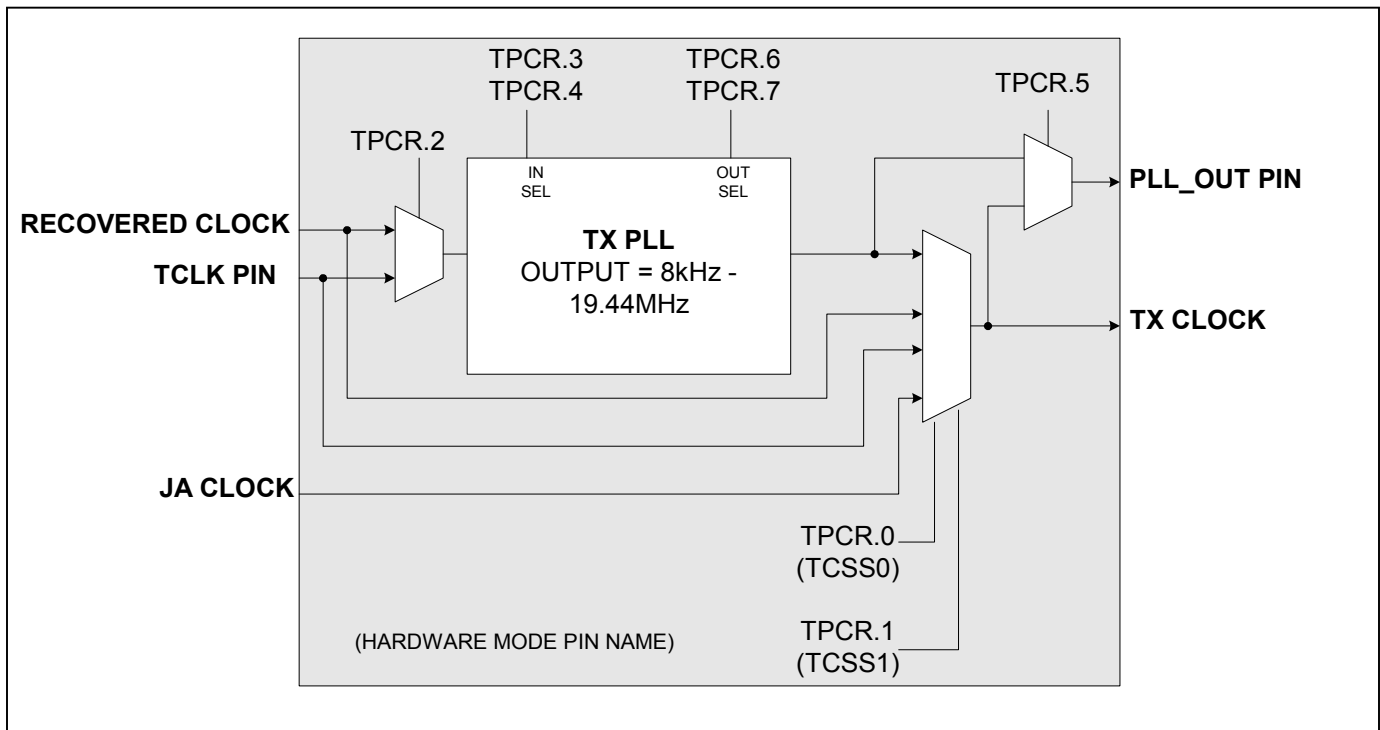 TPCR.3
TPCR.4
TPCR.6
TPCR.7
TPCR.5
TPCR.2
IN
SEL
OUT
SEL
PLL_OUT PIN
RECOVERED CLOCK
TX PLL
OUTPUT = 8kHz -
19.44MHz
TCLK PIN
TX CLOCK
JA CLOCK
TPCR.0
(TCSS0)
(HARDWARE MODE PIN NAME)
TPCR.1
(TCSS1)